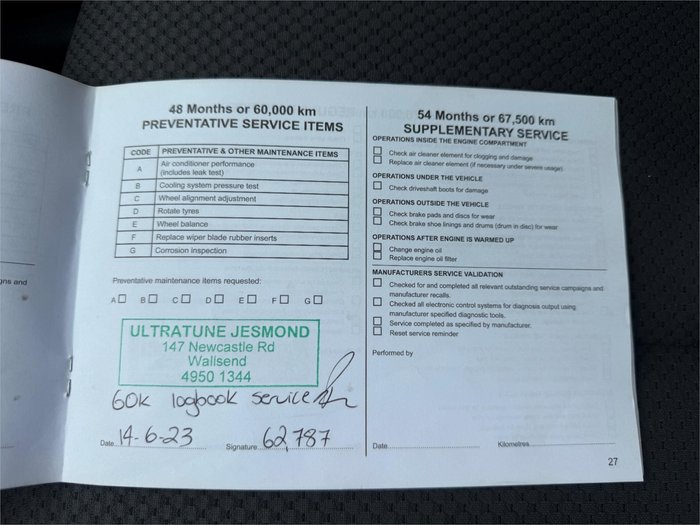 gns and
48 Months or 60,000 km
PREVENTATIVE SERVICE ITEMS
CODE PREVENTATIVE & OTHER MAINTENANCE ITEMS
A Air conditioner performance
(includes leak test)
B Cooling system pressure test
C Wheel alignment adjustment
D Rotate tyres
E Wheel balance
F Replace wiper blade rubber inserts
G Corrosion inspection
Preventative maintenance items requested:
A B C D E F G
ULTRATUNE JESMOND
147 Newcastle Rd
Wallsend
4950 1344
60k logbook service
Date 14-6-23 Signature 62,787
54 Months or 67,500 km
SUPPLEMENTARY SERVICE
OPERATIONS INSIDE THE ENGINE COMPARTMENT
Check air cleaner element for clogging and damage
Replace air cleaner element (if necessary under severe usage)
OPERATIONS UNDER THE VEHICLE
Check driveshaft boots for damage
OPERATIONS OUTSIDE THE VEHICLE
Check brake pads and discs for wear
Check brake shoe linings and drums (drum in disc) for wear
OPERATIONS AFTER ENGINE IS WARMED UP
Change engine oil
Replace engine oil filter
MANUFACTURERS SERVICE VALIDATION
Checked for and completed all relevant outstanding service campaigns and
manufacturer recalls.
Checked all electronic control systems for diagnosis output using
manufacturer specified diagnostic tools.
Service completed as specified by manufacturer.
Reset service reminder
Performed by
Date Kilometres
27